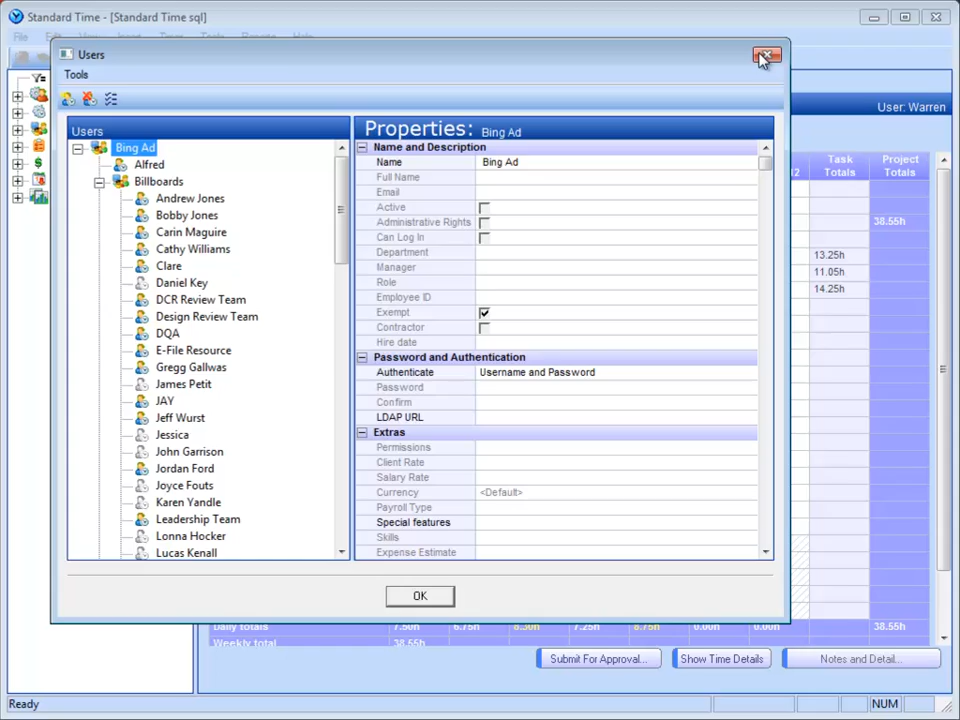 Standard Time - [Standard Time sql]
Users
Tools
User: Warren
Users
Properties: Bing Ad
Bing Ad
Alfred
Billboards
Andrew Jones
Bobby Jones
Carin Maguire
Cathy Williams
Clare
Daniel Key
DCR Review Team
Design Review Team
DQA
E-File Resource
Gregg Gallwas
James Petit
JAY
Jeff Wurst
Jessica
John Garrison
Jordan Ford
Joyce Fouts
Karen Yandle
Leadership Team
Lonna Hocker
Lucas Kenall
Name and Description
Name Bing Ad
Full Name
Email
Active
Administrative Rights
Can Log In
Department
Manager
Role
Employee ID
Exempt
Contractor
Hire date
Password and Authentication
Authenticate Username and Password
Password
Confirm
LDAP URL
Extras
Permissions
Client Rate
Salary Rate
Currency <Default>
Payroll Type
Special features
Skills
Expense Estimate
OK
Task Totals
Project Totals
38.55h
13.25h
11.05h
14.25h
Daily totals 7.50h 6.75h 8.30h 7.25h 8.75h 0.00h 0.00h 38.55h
Weekly total 38.55h
Submit For Approval... Show Time Details Notes and Detail...
Ready NUM